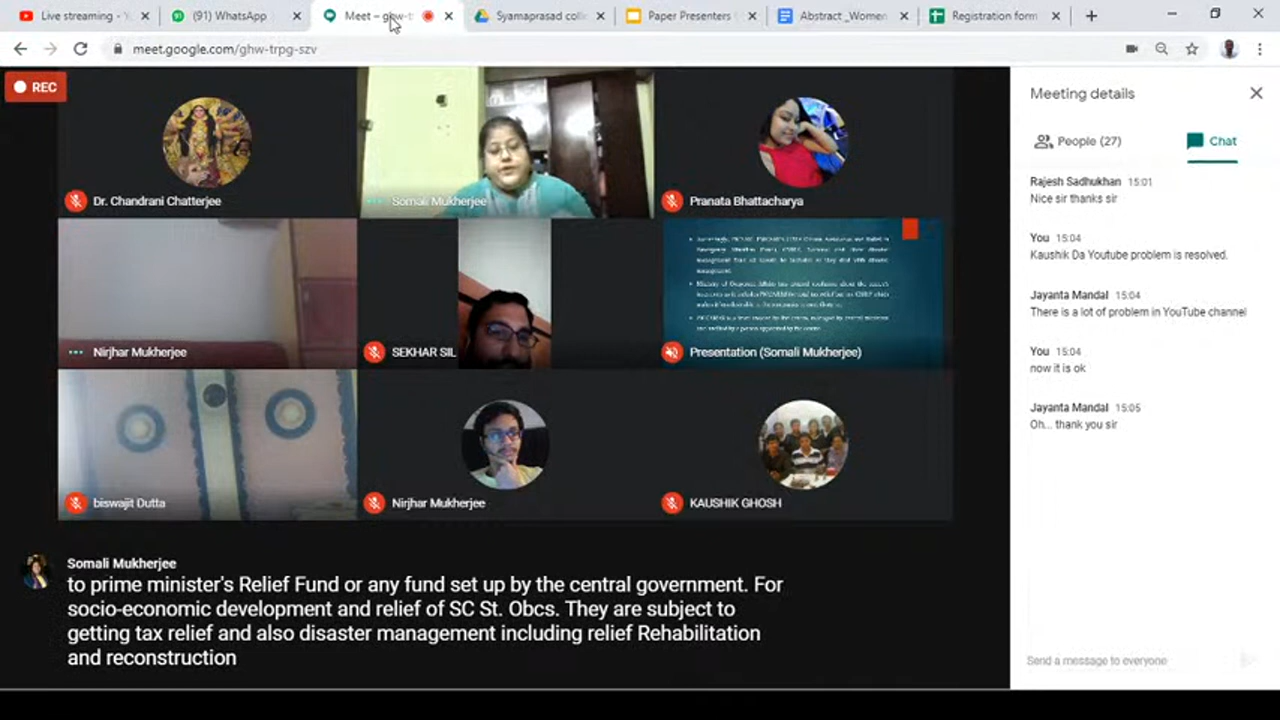 Live streaming - Y
(91) WhatsApp
Meet – ghw-t
Syamaprasad coll
Paper Presenters
Abstract _Women
Registration form
meet.google.com/ghw-trpg-szv
REC
Meeting details
People (27)
Chat
Dr. Chandrani Chatterjee
Somali Mukherjee
Pranata Bhattacharya
Rajesh Sadhukhan 15:01
Nice sir thanks sir
You 15:04
Kaushik Da Youtube problem is resolved.
Jayanta Mandal 15:04
There is a lot of problem in YouTube channel
You 15:04
now it is ok
Jayanta Mandal 15:05
Oh... thank you sir
Nirjhar Mukherjee
SEKHAR SIL
Presentation (Somali Mukherjee)
biswajit Dutta
Nirjhar Mukherjee
KAUSHIK GHOSH
Somali Mukherjee
to prime minister's Relief Fund or any fund set up by the central government. For
socio-economic development and relief of SC St. Obcs. They are subject to
getting tax relief and also disaster management including relief Rehabilitation
and reconstruction
Send a message to everyone